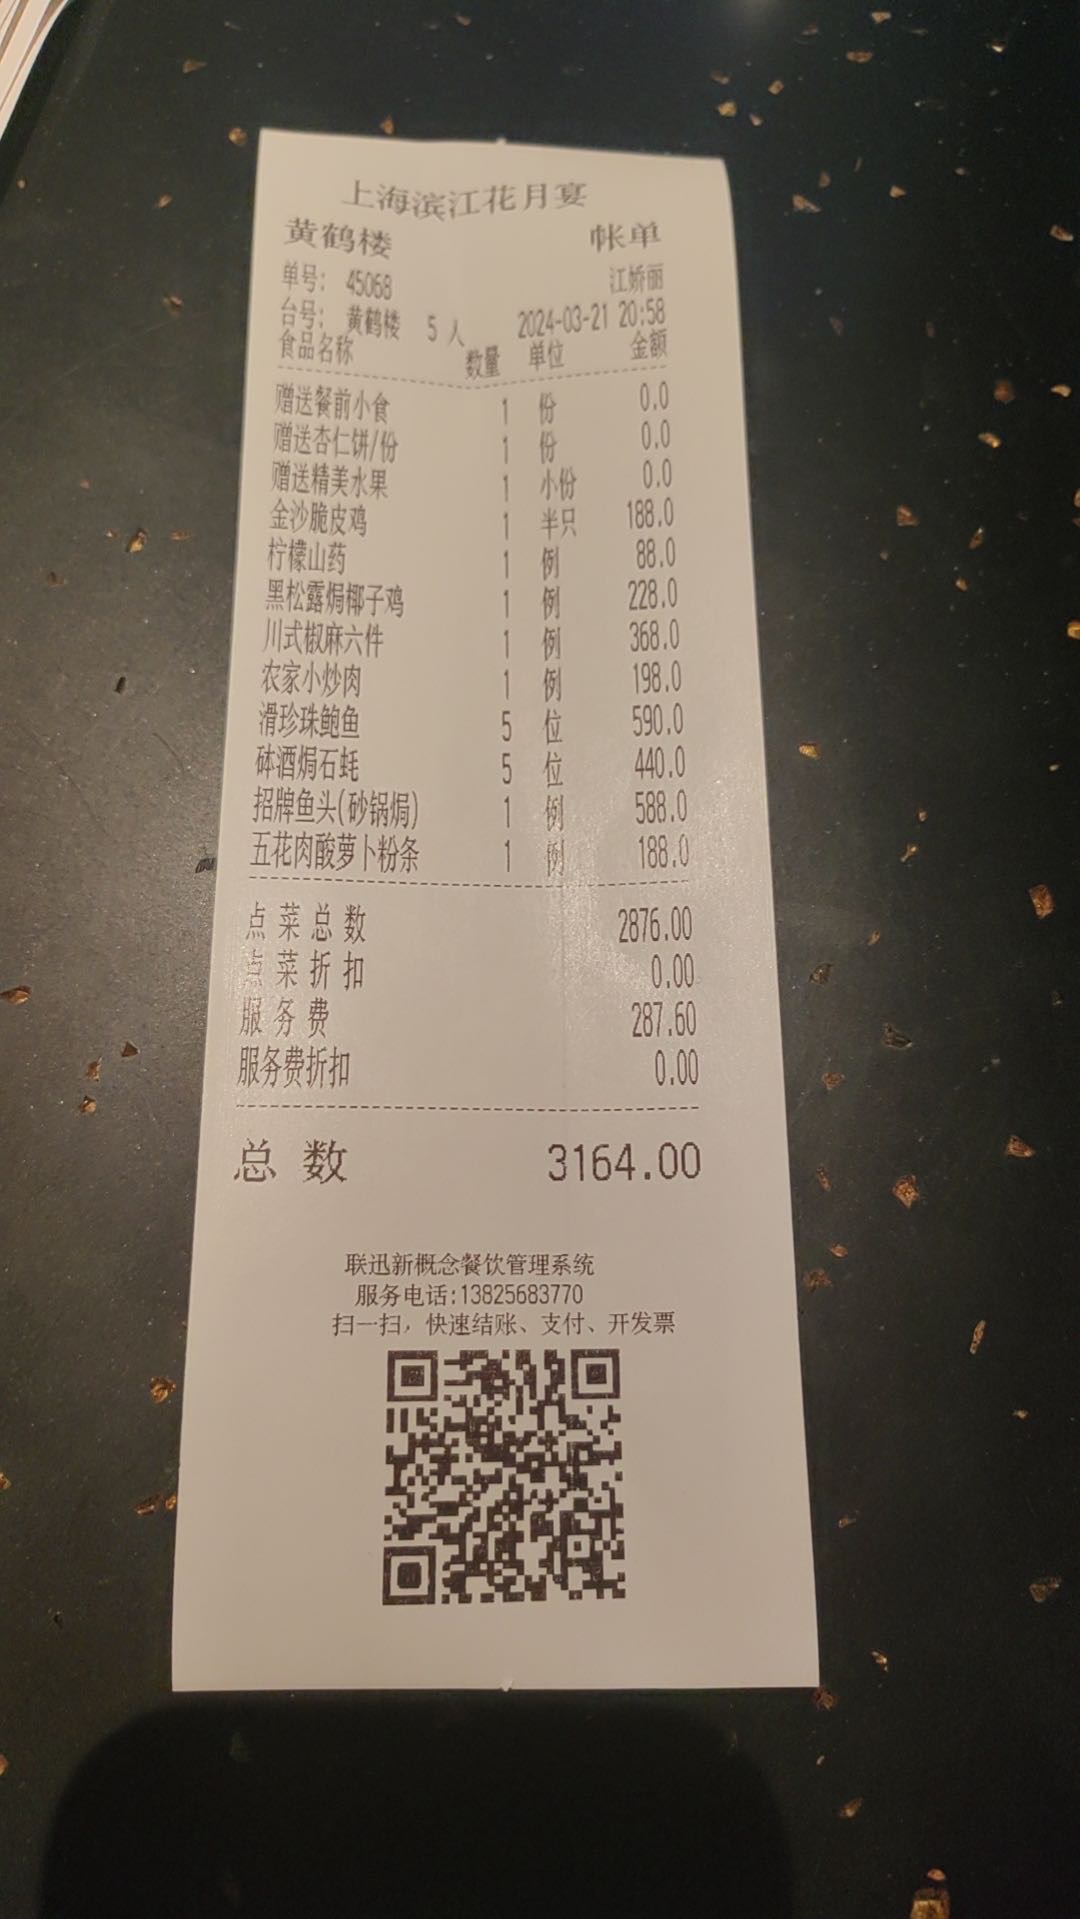 上海滨江花月宴
黄鹤楼 帐单
单号: 45068 江娇丽
台号: 黄鹤楼 5人 2024-03-21 20:58
食品名称 数量 单位 金额
赠送餐前小食 1 份 0.0
赠送杏仁饼/份 1 份 0.0
赠送精美水果 1 小份 0.0
金沙脆皮鸡 1 半只 188.0
柠檬山药 1 例 88.0
黑松露焗椰子鸡 1 例 228.0
川式椒麻六件 1 例 368.0
农家小炒肉 1 例 198.0
滑珍珠鲍鱼 5 位 590.0
砵酒焗石蚝 5 位 440.0
招牌鱼头(砂锅焗) 1 例 588.0
五花肉酸萝卜粉条 1 例 188.0
点菜总数 2876.00
点菜折扣 0.00
服务费 287.60
服务费折扣 0.00
总数 3164.00
联迅新概念餐饮管理系统
服务电话:13825683770
扫一扫，快速结账、支付、开发票